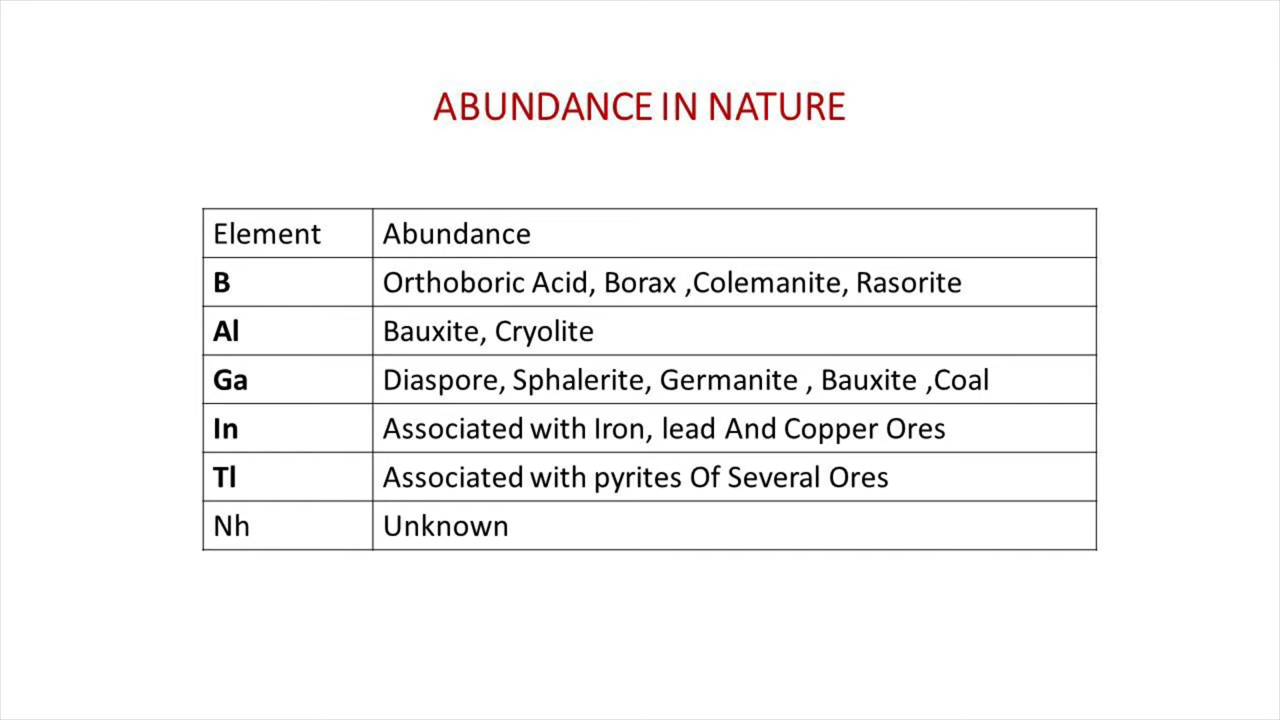 ABUNDANCE IN NATURE
Element Abundance
B Orthoboric Acid, Borax ,Colemanite, Rasorite
Al Bauxite, Cryolite
Ga Diaspore, Sphalerite, Germanite , Bauxite ,Coal
In Associated with Iron, lead And Copper Ores
Tl Associated with pyrites Of Several Ores
Nh Unknown